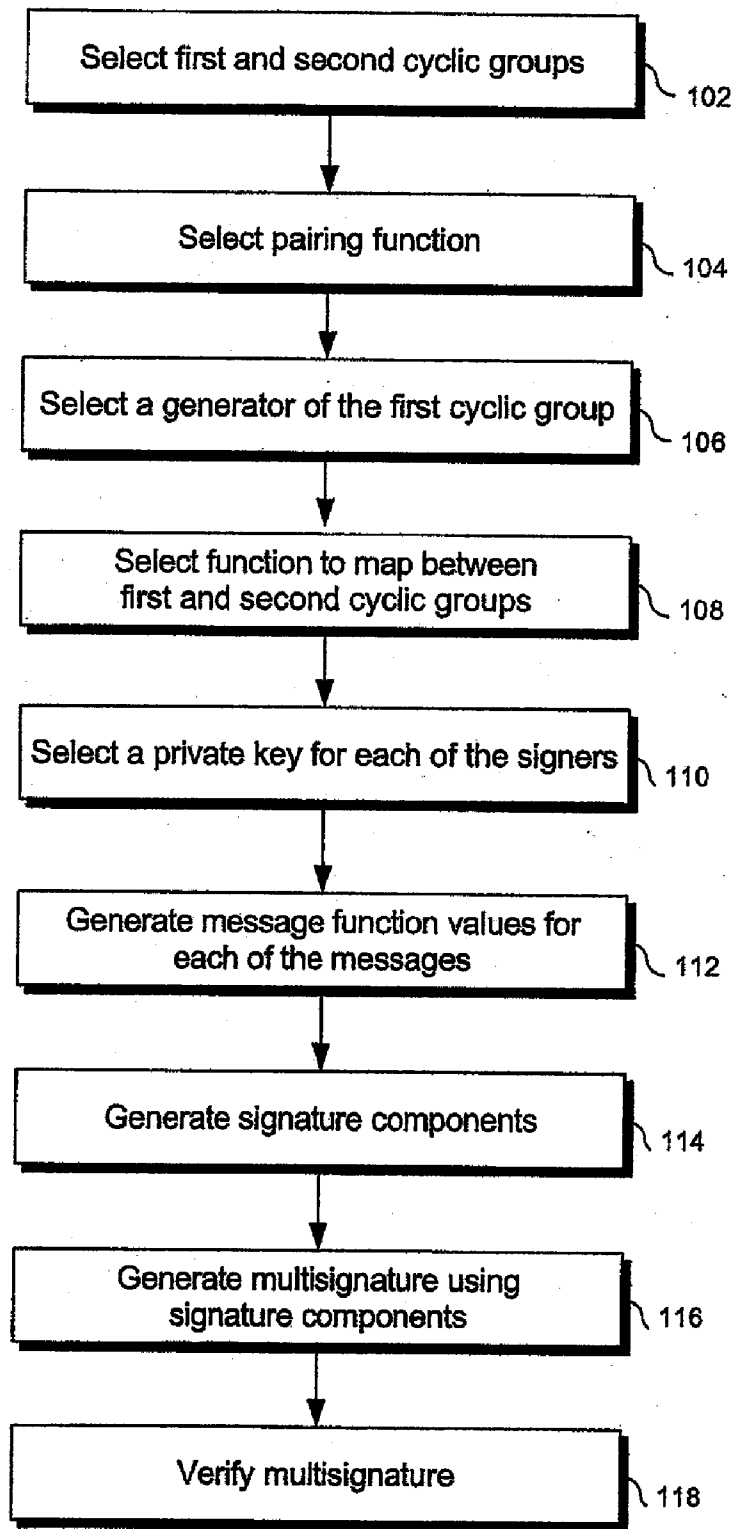 Select first and second cyclic groups
102
Select pairing function
104
Select a generator of the first cyclic group
106
Select function to map between
first and second cyclic groups
108
Select a private key for each of the signers
110
Generate message function values for
each of the messages
112
Generate signature components
114
Generate multisignature using
signature components
116
Verify multisignature
118